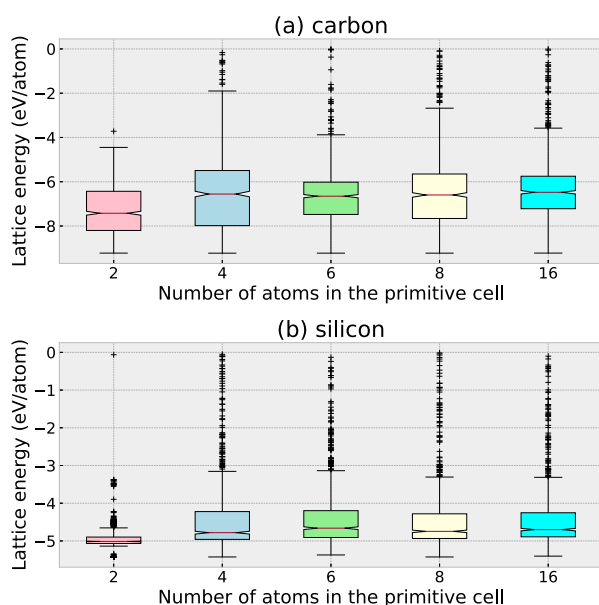 (a) carbon
Lattice energy (eV/atom)
0
−2
−4
−6
−8
2 4 6 8 16
Number of atoms in the primitive cell
(b) silicon
Lattice energy (eV/atom)
0
−1
−2
−3
−4
−5
2 4 6 8 16
Number of atoms in the primitive cell